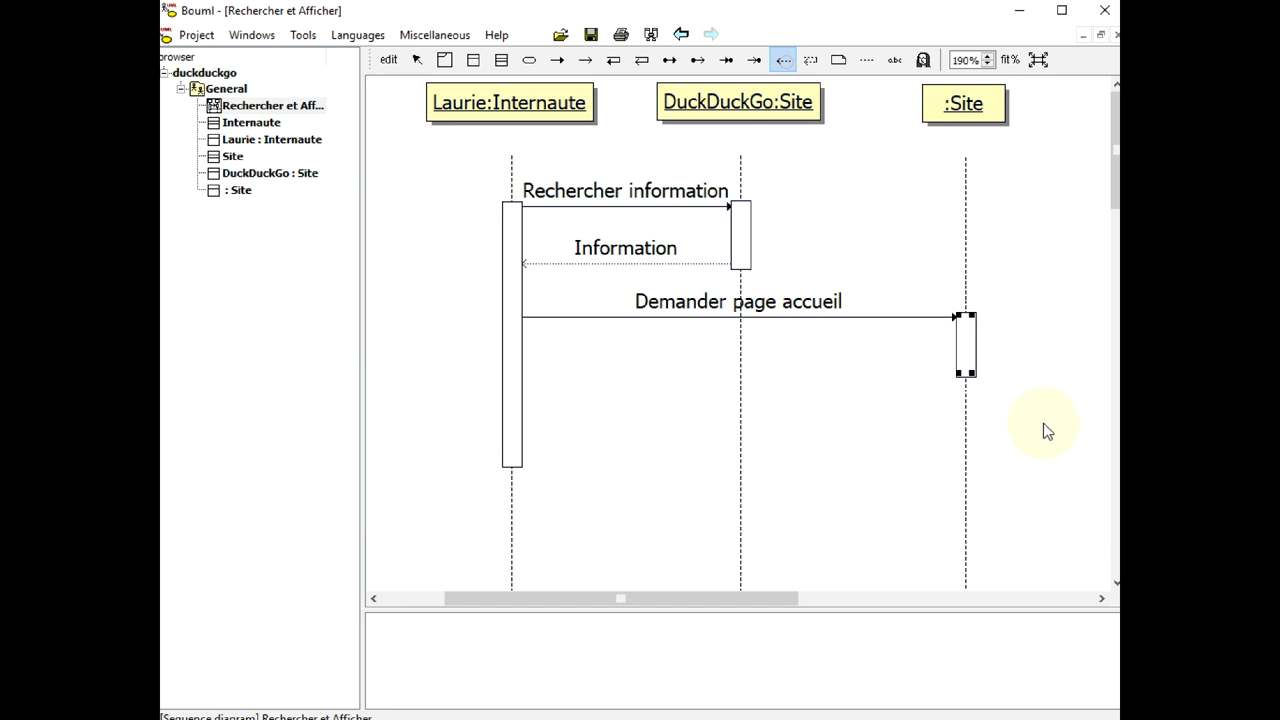 Bouml - [Rechercher et Afficher]
Project Windows Tools Languages Miscellaneous Help
rowser
edit
190%
fit%
duckduckgo
General
Rechercher et Aff...
Internaute
Laurie : Internaute
Site
DuckDuckGo : Site
: Site
Laurie:Internaute
DuckDuckGo:Site
:Site
Rechercher information
Information
Demander page accueil
[Sequence diagram] Rechercher et Afficher